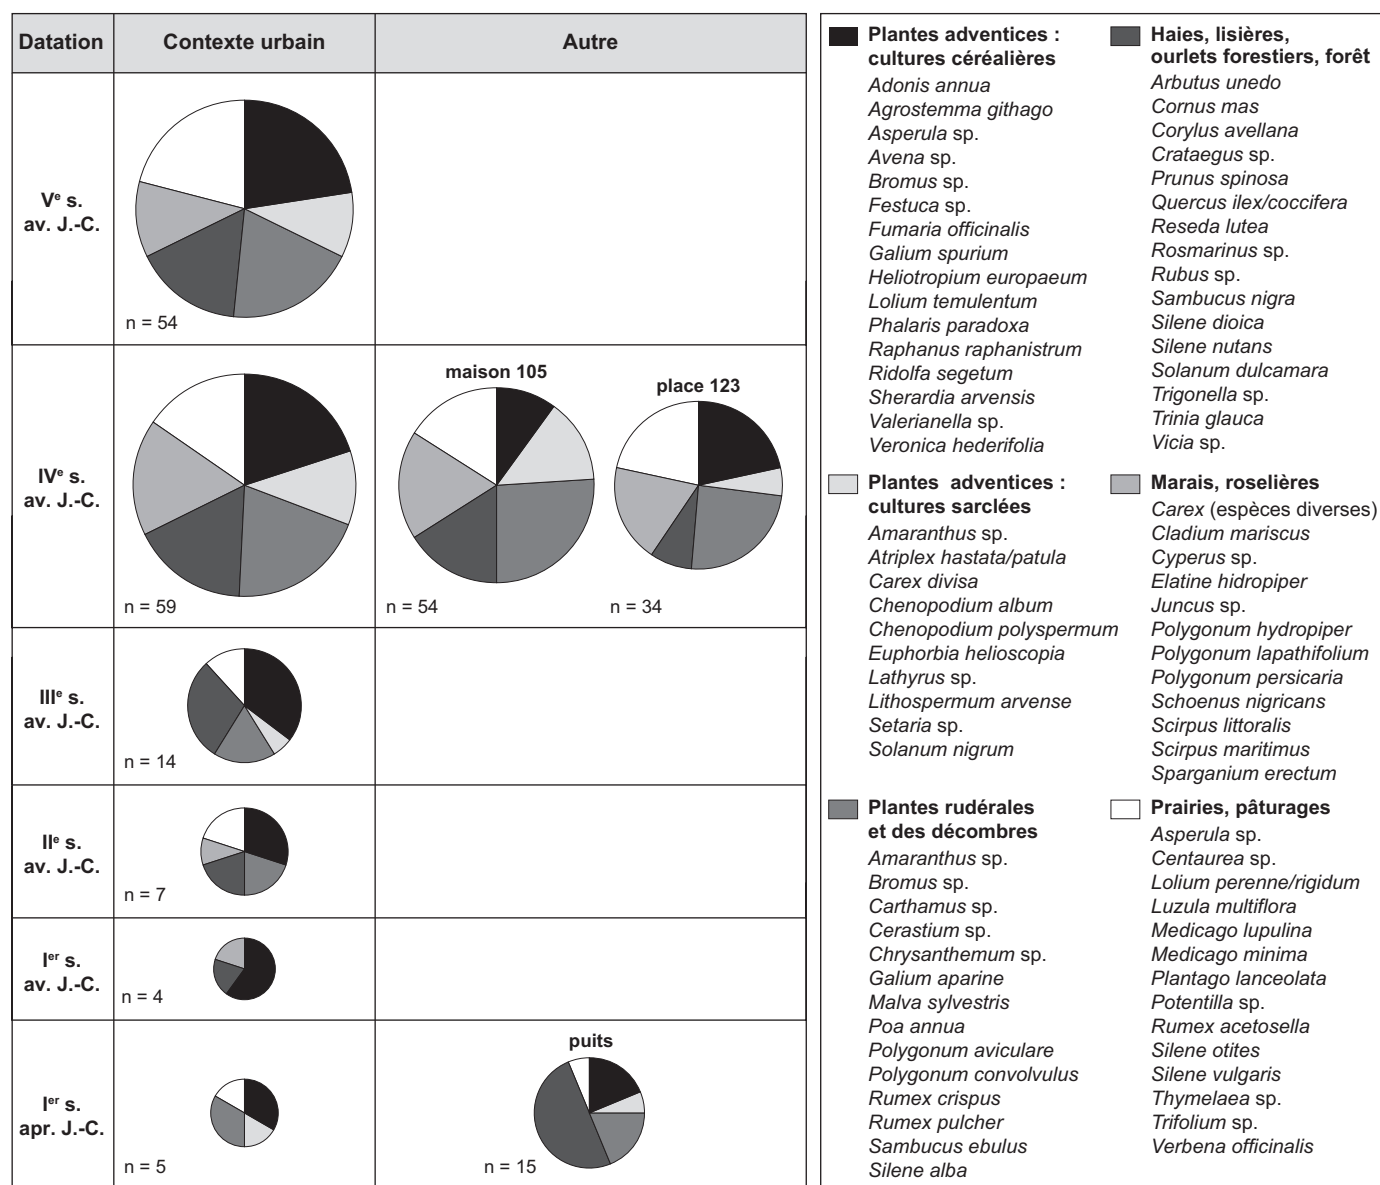 Datation
Contexte urbain
Autre
Vᵉ s.
av. J.-C.
n = 54
IVᵉ s.
av. J.-C.
n = 59
maison 105
n = 54
place 123
n = 34
IIIᵉ s.
av. J.-C.
n = 14
IIᵉ s.
av. J.-C.
n = 7
Iᵉʳ s.
av. J.-C.
n = 4
Iᵉʳ s.
apr. J.-C.
n = 5
puits
n = 15
Plantes adventices :
cultures céréalières
Adonis annua
Agrostemma githago
Asperula sp.
Avena sp.
Bromus sp.
Festuca sp.
Fumaria officinalis
Galium spurium
Heliotropium europaeum
Lolium temulentum
Phalaris paradoxa
Raphanus raphanistrum
Ridolfa segetum
Sherardia arvensis
Valerianella sp.
Veronica hederifolia
Plantes adventices :
cultures sarclées
Amaranthus sp.
Atriplex hastata/patula
Carex divisa
Chenopodium album
Chenopodium polyspermum
Euphorbia helioscopia
Lathyrus sp.
Lithospermum arvense
Setaria sp.
Solanum nigrum
Plantes rudérales
et des décombres
Amaranthus sp.
Bromus sp.
Carthamus sp.
Cerastium sp.
Chrysanthemum sp.
Galium aparine
Malva sylvestris
Poa annua
Polygonum aviculare
Polygonum convolvulus
Rumex crispus
Rumex pulcher
Sambucus ebulus
Silene alba
Haies, lisières,
ourlets forestiers, forêt
Arbutus unedo
Cornus mas
Corylus avellana
Crataegus sp.
Prunus spinosa
Quercus ilex/coccifera
Reseda lutea
Rosmarinus sp.
Rubus sp.
Sambucus nigra
Silene dioica
Silene nutans
Solanum dulcamara
Trigonella sp.
Trinia glauca
Vicia sp.
Marais, roselières
Carex (espèces diverses)
Cladium mariscus
Cyperus sp.
Elatine hidropiper
Juncus sp.
Polygonum hydropiper
Polygonum lapathifolium
Polygonum persicaria
Schoenus nigricans
Scirpus littoralis
Scirpus maritimus
Sparganium erectum
Prairies, pâturages
Asperula sp.
Centaurea sp.
Lolium perenne/rigidum
Luzula multiflora
Medicago lupulina
Medicago minima
Plantago lanceolata
Potentilla sp.
Rumex acetosella
Silene otites
Silene vulgaris
Thymelaea sp.
Trifolium sp.
Verbena officinalis